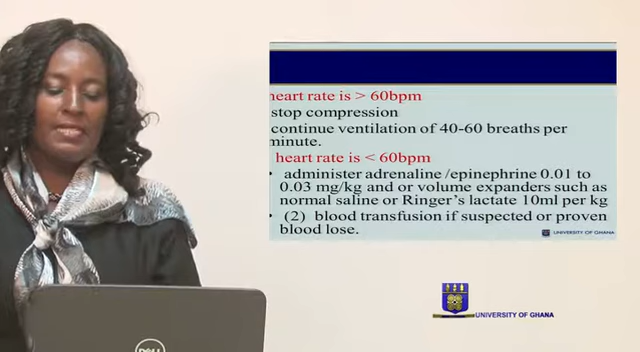 heart rate is > 60bpm
stop compression
continue ventilation of 40-60 breaths per
minute.
heart rate is < 60bpm
• administer adrenaline /epinephrine 0.01 to
0.03 mg/kg and or volume expanders such as
normal saline or Ringer's lactate 10ml per kg
• (2) blood transfusion if suspected or proven
blood lose.
UNIVERSITY OF GHANA
UNIVERSITY OF GHANA
DELL